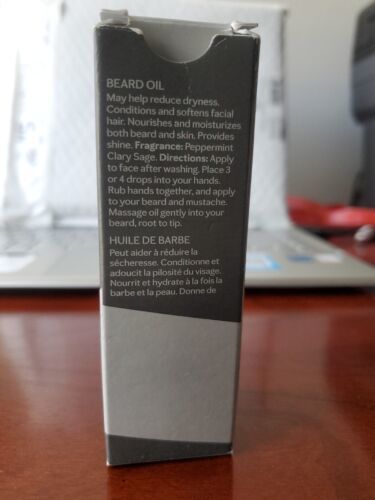 BEARD OIL
May help reduce dryness.
Conditions and softens facial
hair. Nourishes and moisturizes
both beard and skin. Provides
shine. Fragrance: Peppermint
Clary Sage. Directions: Apply
to face after washing. Place 3
or 4 drops into your hands.
Rub hands together, and apply
to your beard and mustache.
Massage oil gently into your
beard, root to tip.
HUILE DE BARBE
Peut aider à réduire la
sécheresse. Conditionne et
adoucit la pilosité du visage.
Nourrit et hydrate à la fois la
barbe et la peau. Donne de